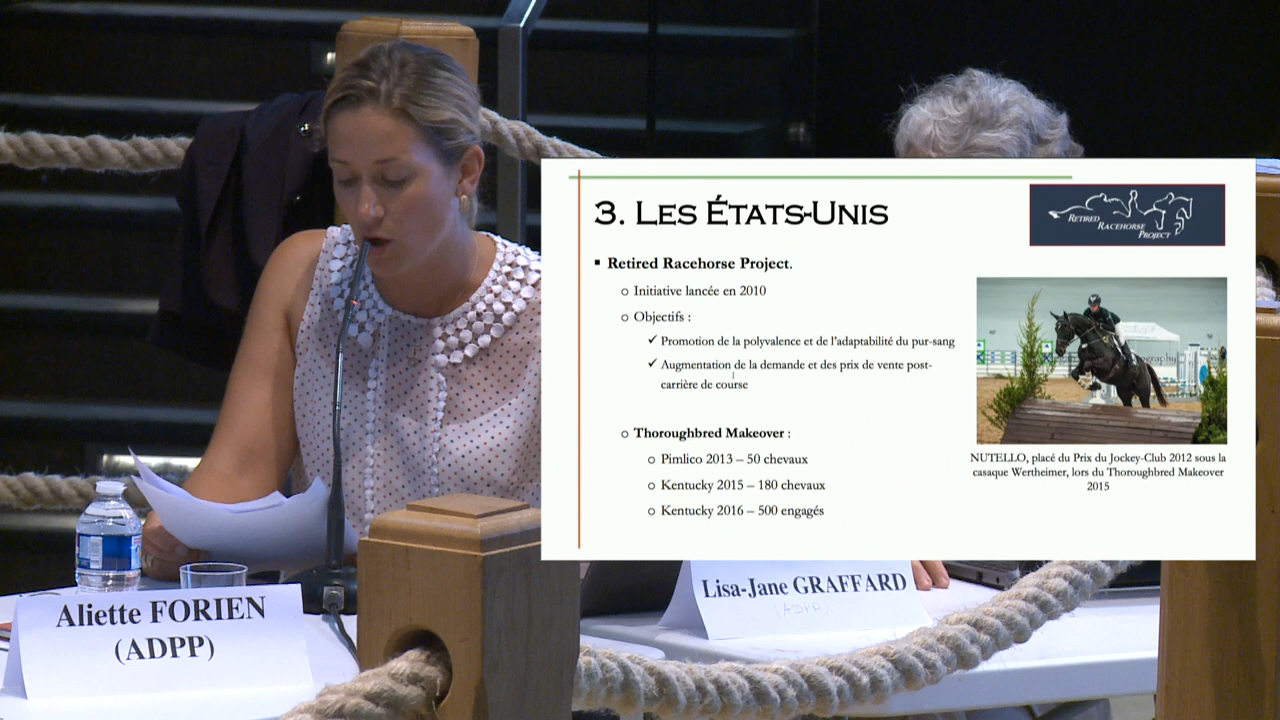 3. LES ÉTATS-UNIS
RETIRED
RACEHORSE
PROJECT
▪ Retired Racehorse Project.
o Initiative lancée en 2010
o Objectifs :
✓ Promotion de la polyvalence et de l'adaptabilité du pur-sang
✓ Augmentation de la demande et des prix de vente post-
carrière de course
o Thoroughbred Makeover :
o Pimlico 2013 – 50 chevaux
o Kentucky 2015 – 180 chevaux
o Kentucky 2016 – 500 engagés
NUTELLO, placé du Prix du Jockey-Club 2012 sous la
casaque Wertheimer, lors du Thoroughbred Makeover
2015
Aliette FORIEN
(ADPP)
Lisa-Jane GRAFFARD
(ADPP)